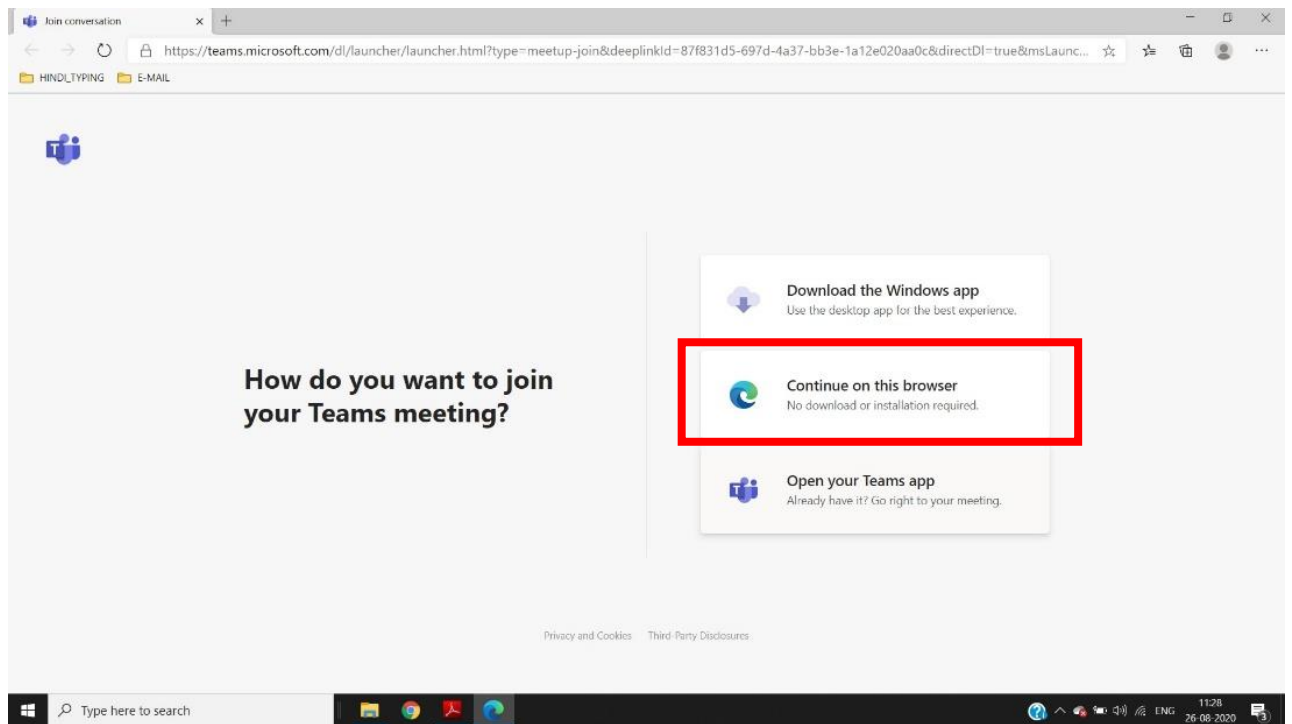 Join conversation
https://teams.microsoft.com/dl/launcher/launcher.html?type=meetup-join&deeplinkId=87f831d5-697d-4a37-bb3e-1a12e020aa0c&directDl=true&msLaunc...
HINDI_TYPING E-MAIL
Download the Windows app
Use the desktop app for the best experience.
How do you want to join
your Teams meeting?
Continue on this browser
No download or installation required.
Open your Teams app
Already have it? Go right to your meeting.
Privacy and Cookies Third-Party Disclosures
Type here to search
ENG
11:28
26-08-2020
3